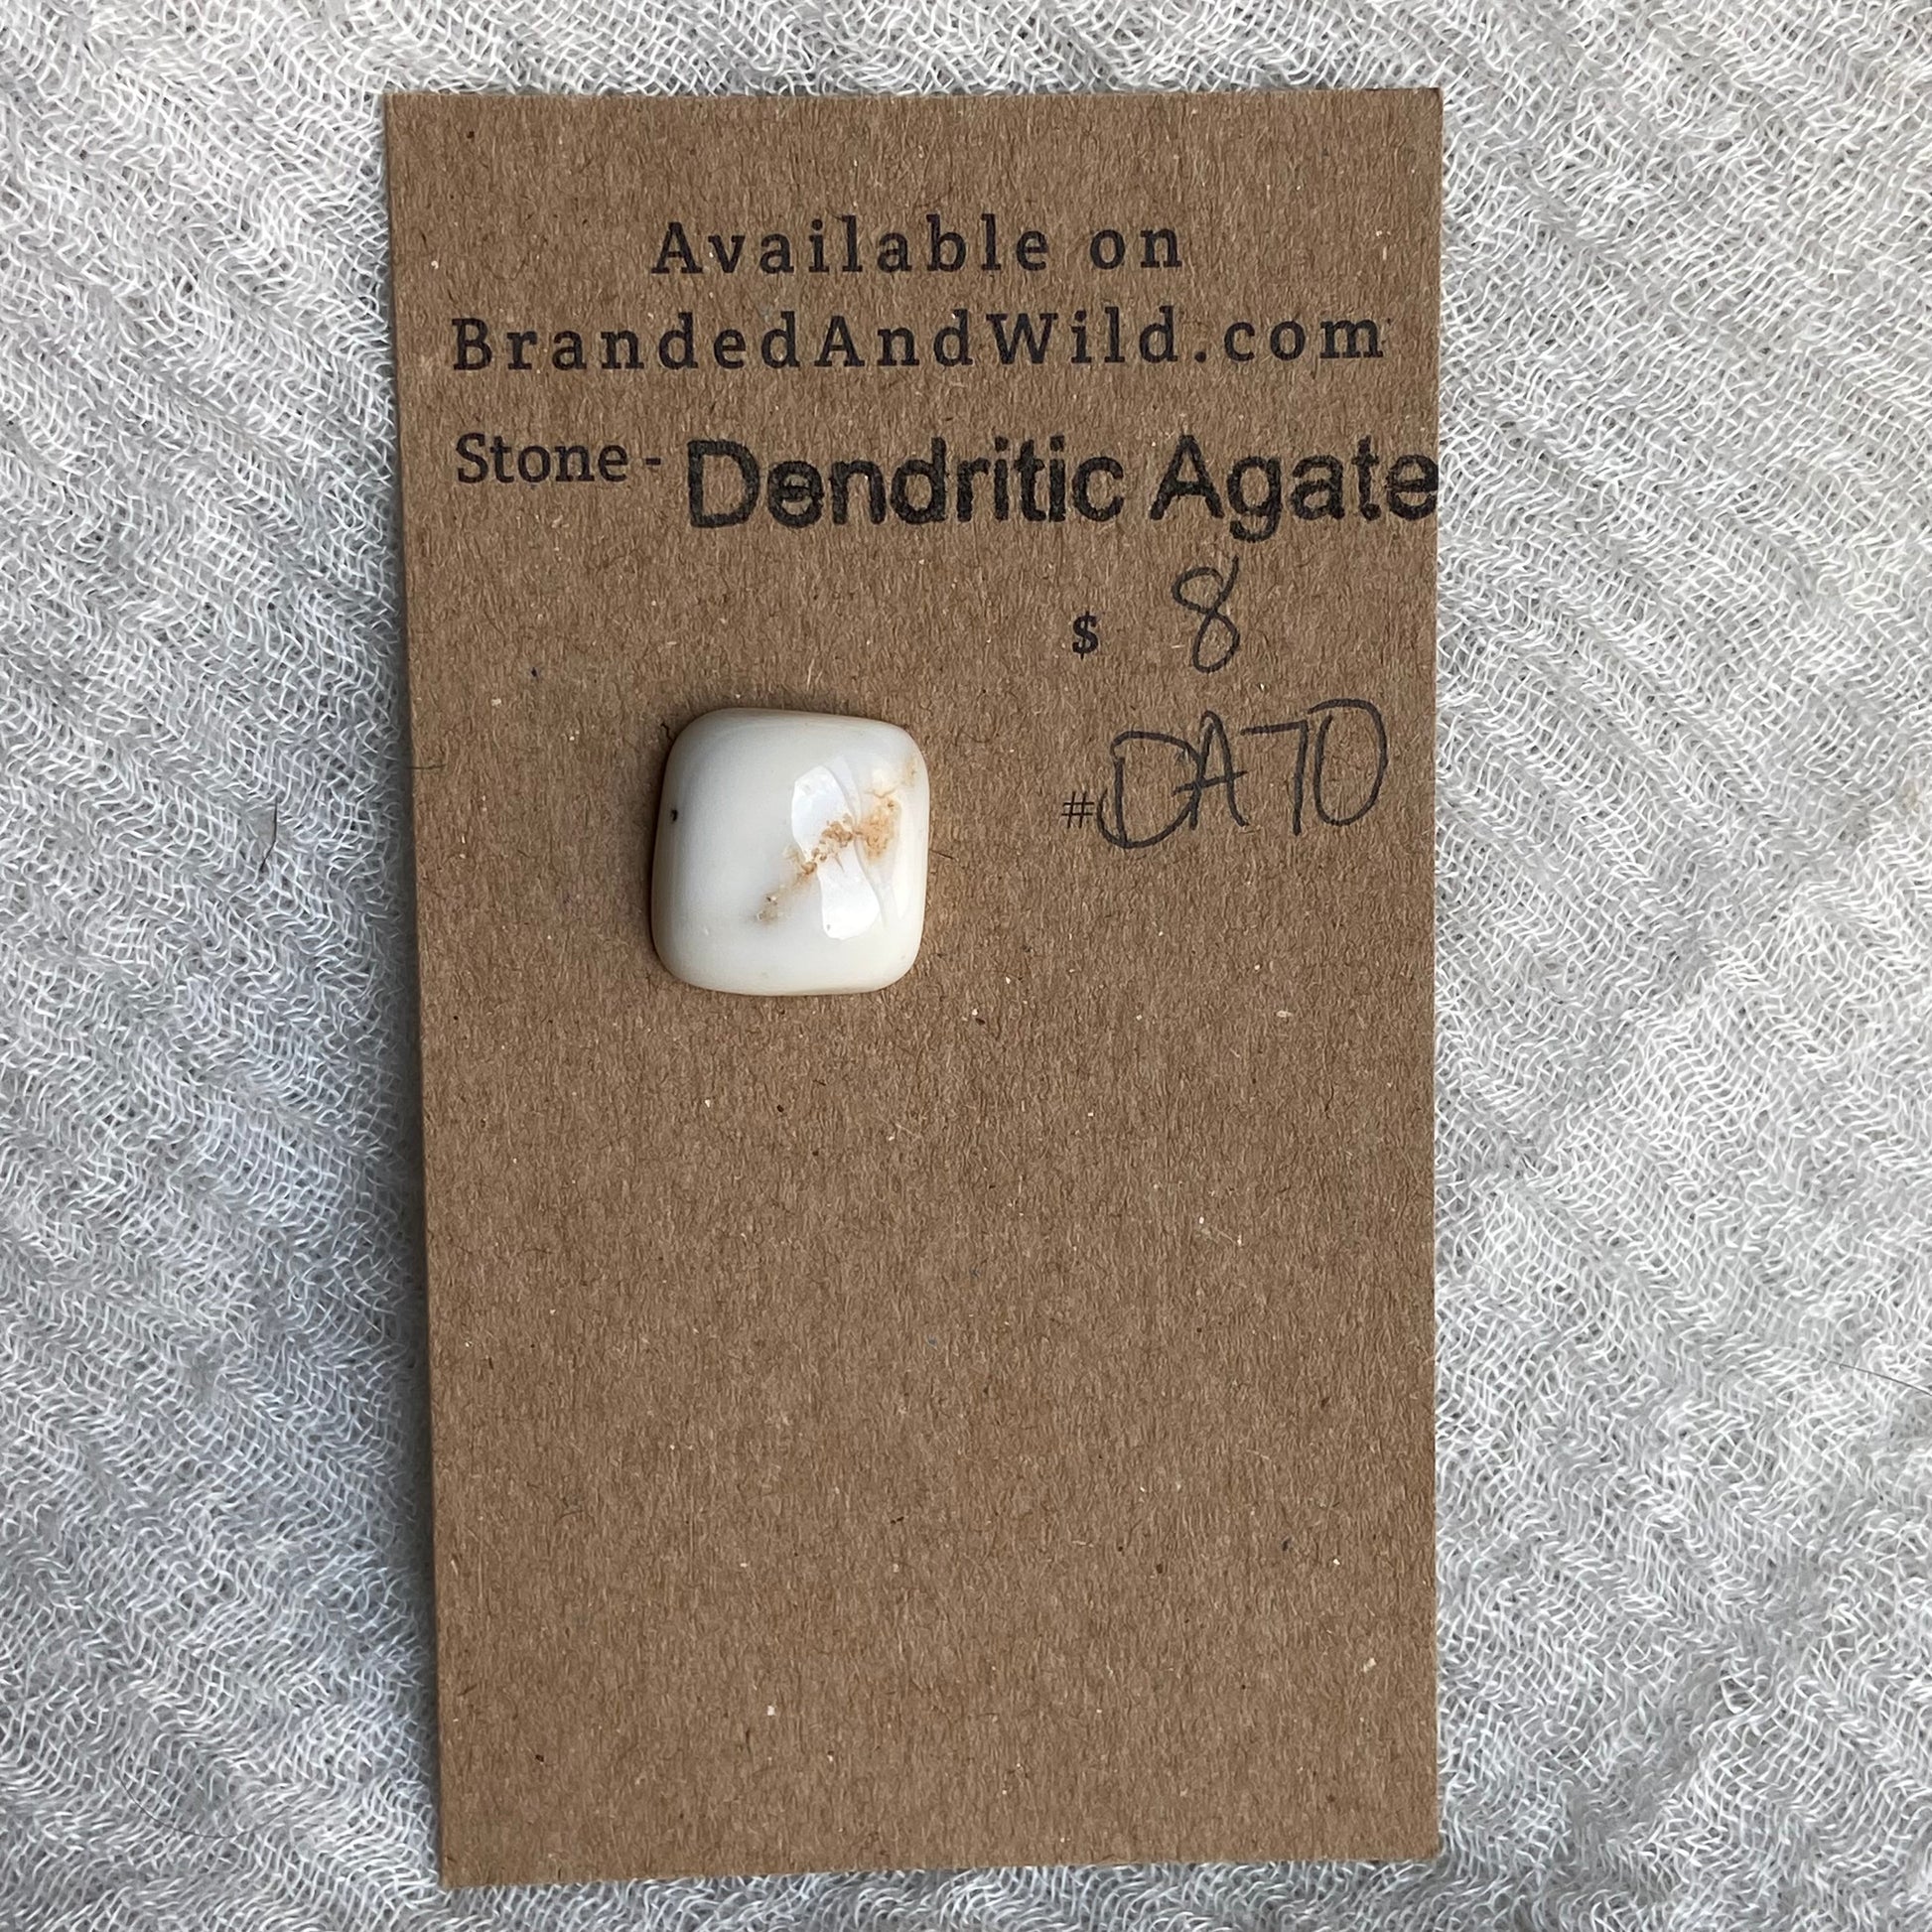 Available on
BrandedAndWild.com
Stone - Dendritic Agate
$ 8
#DA70